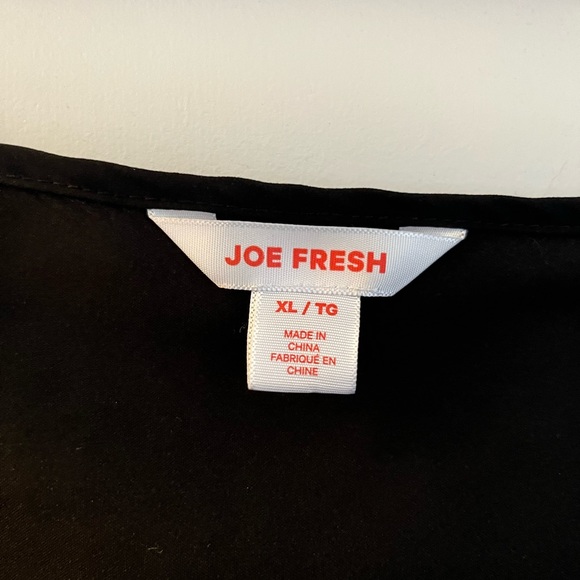 JOE FRESH
XL / TG
MADE IN
CHINA
FABRIQUÉ EN
CHINE